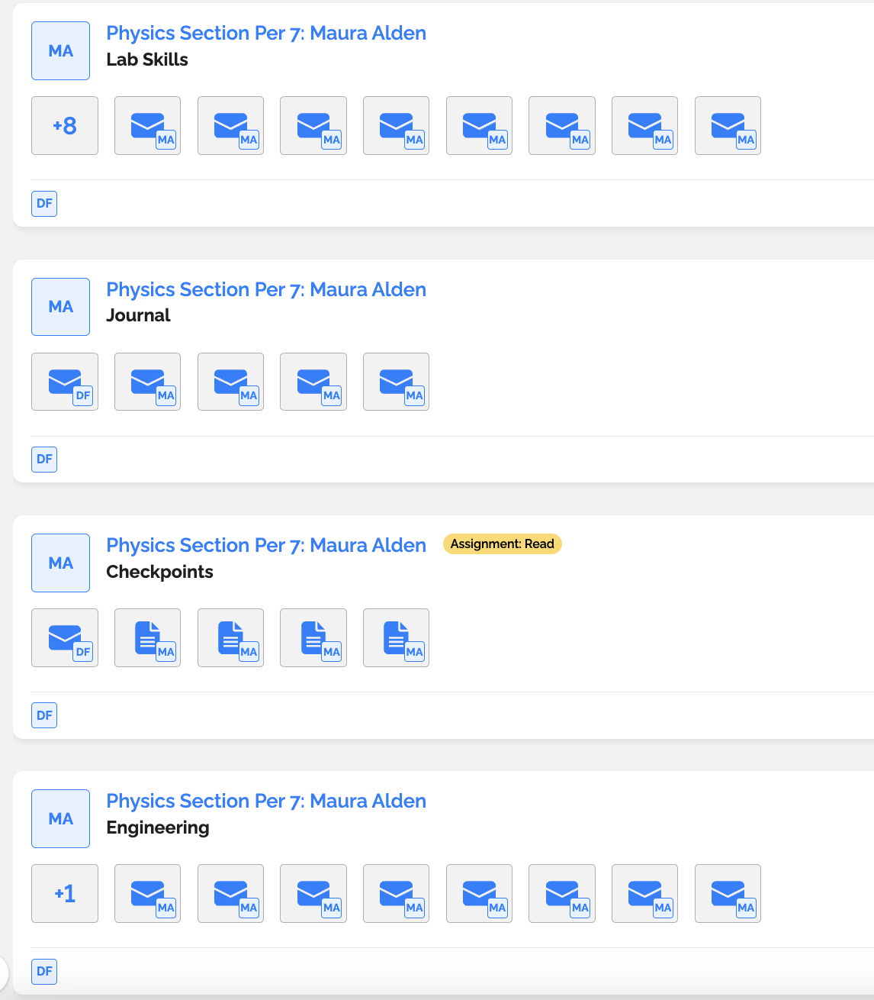 MA
Physics Section Per 7: Maura Alden
Lab Skills
+8 MA MA MA MA MA MA MA MA
DF
MA
Physics Section Per 7: Maura Alden
Journal
DF MA MA MA MA
DF
MA
Physics Section Per 7: Maura Alden Assignment: Read
Checkpoints
DF MA MA MA MA
DF
MA
Physics Section Per 7: Maura Alden
Engineering
+1 MA MA MA MA MA MA MA MA
DF